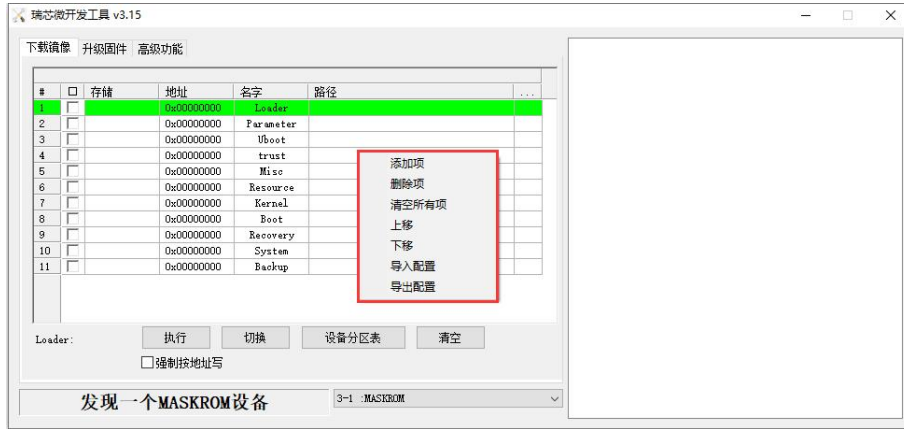 瑞芯微开发工具 v3.15
下载镜像 升级固件 高级功能
# 存储 地址 名字 路径 ...
1 0x00000000 Loader
2 0x00000000 Parameter
3 0x00000000 Uboot
4 0x00000000 trust
5 0x00000000 Misc
6 0x00000000 Resource
7 0x00000000 Kernel
8 0x00000000 Boot
9 0x00000000 Recovery
10 0x00000000 System
11 0x00000000 Backup
添加项
删除项
清空所有项
上移
下移
导入配置
导出配置
Loader: 执行 切换 设备分区表 清空
强制按地址写
发现一个MASKROM设备 3-1 :MASKROM